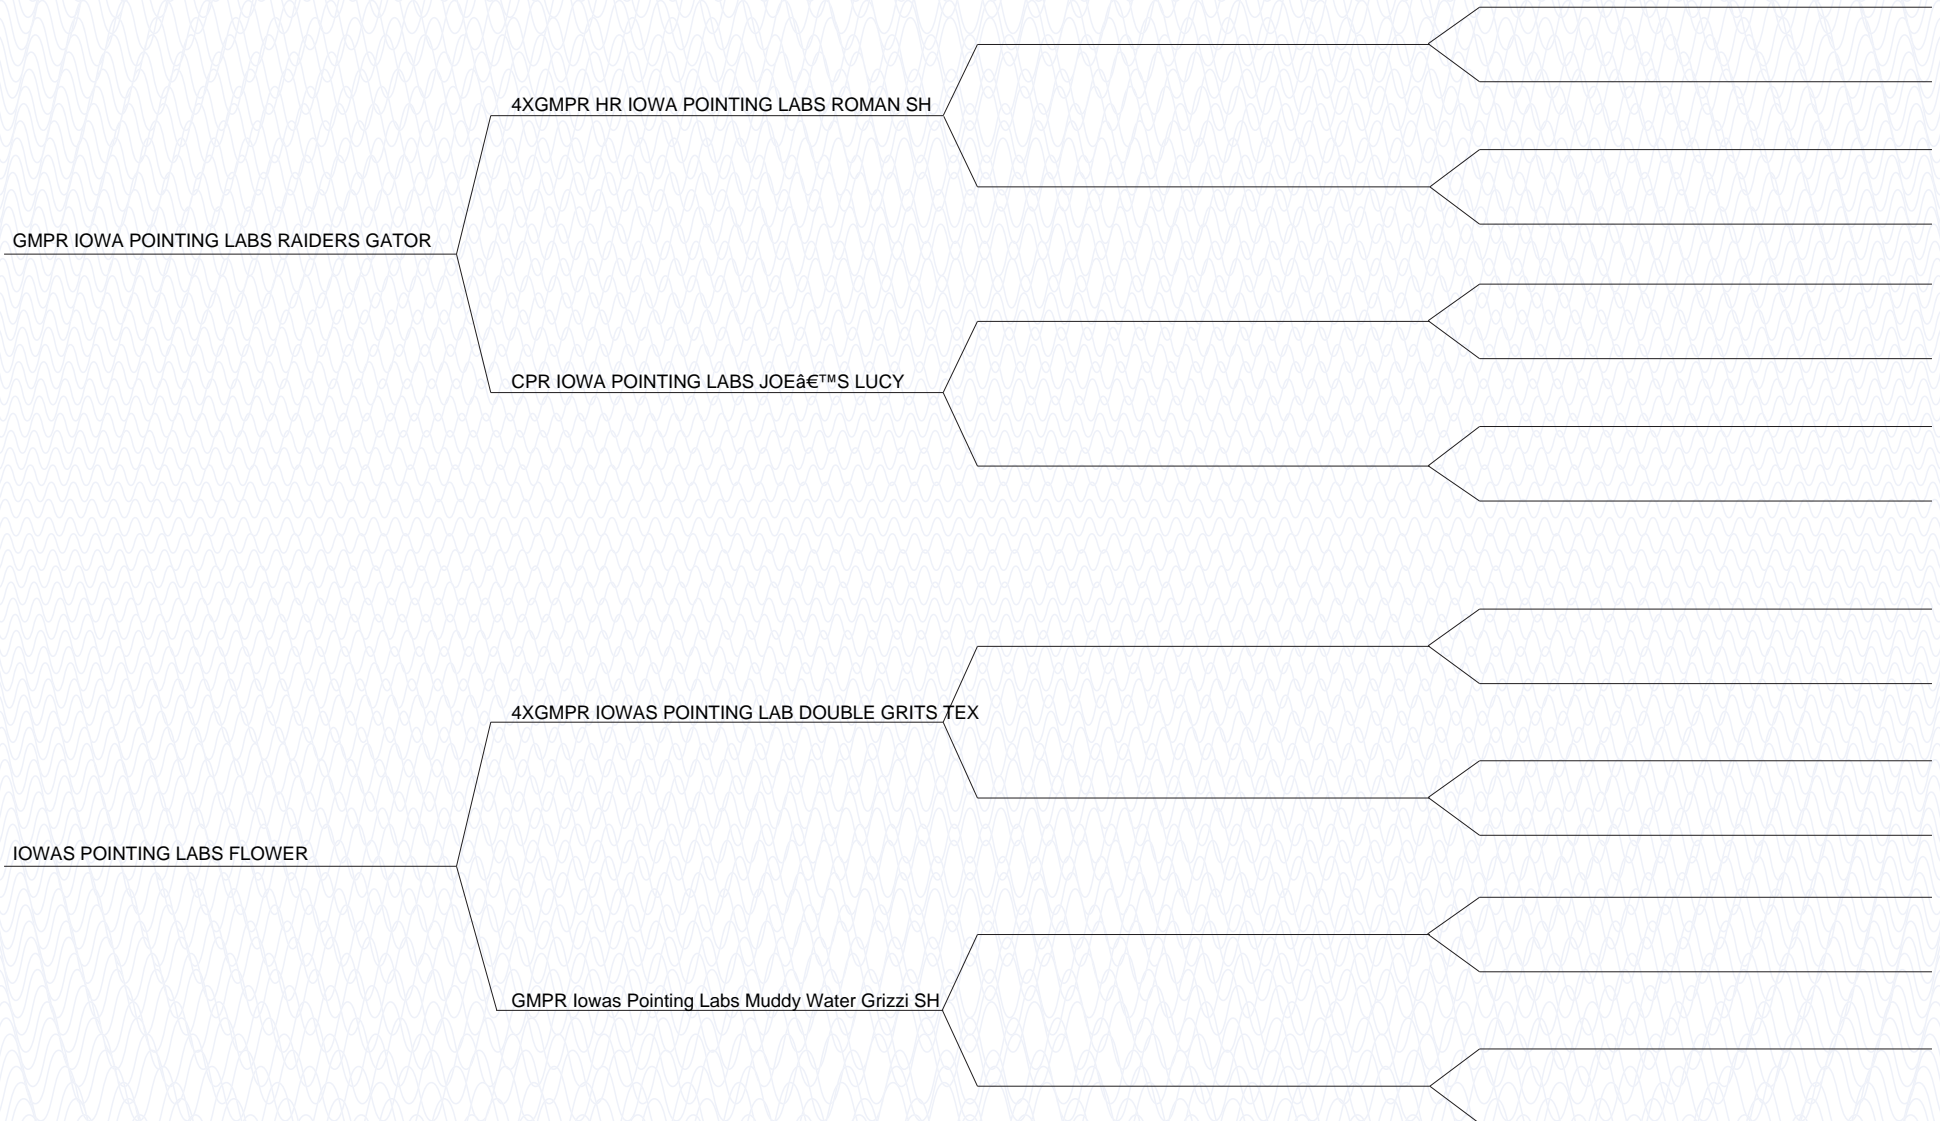 4XGMPR HR IOWA POINTING LABS ROMAN SH
GMPR IOWA POINTING LABS RAIDERS GATOR
CPR IOWA POINTING LABS JOEâ€™S LUCY
4XGMPR IOWAS POINTING LAB DOUBLE GRITS TEX
IOWAS POINTING LABS FLOWER
GMPR Iowas Pointing Labs Muddy Water Grizzi SH